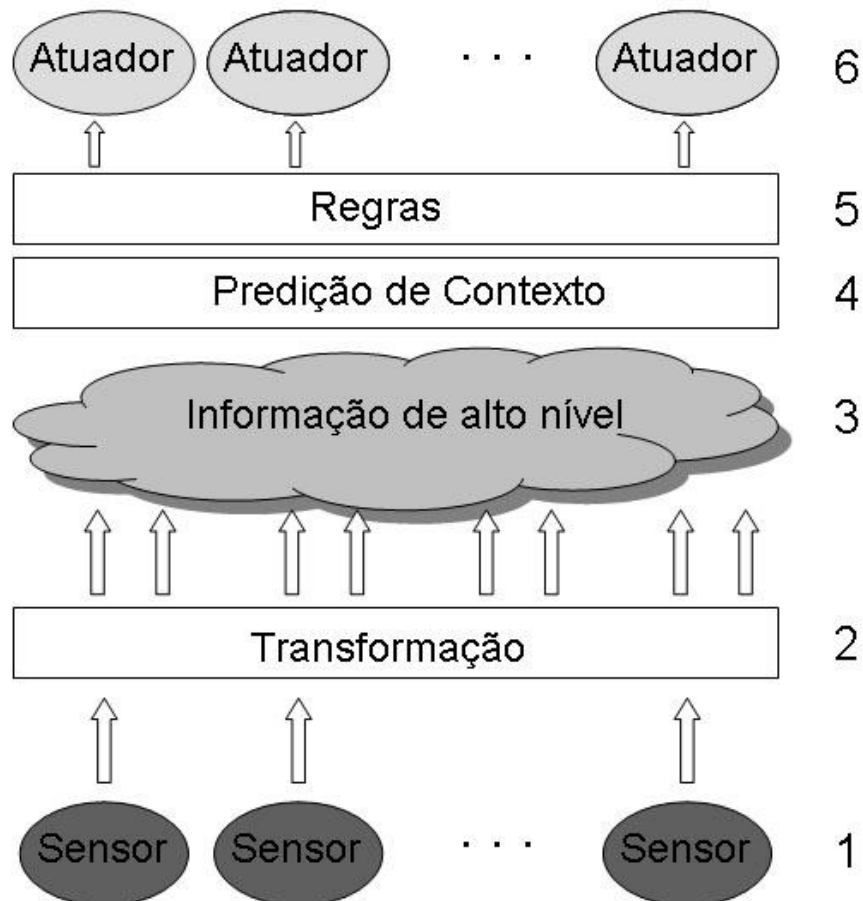 Atuador Atuador . . . Atuador 6
Regras 5
Predição de Contexto 4
Informação de alto nível 3
Transformação 2
Sensor Sensor . . . Sensor 1